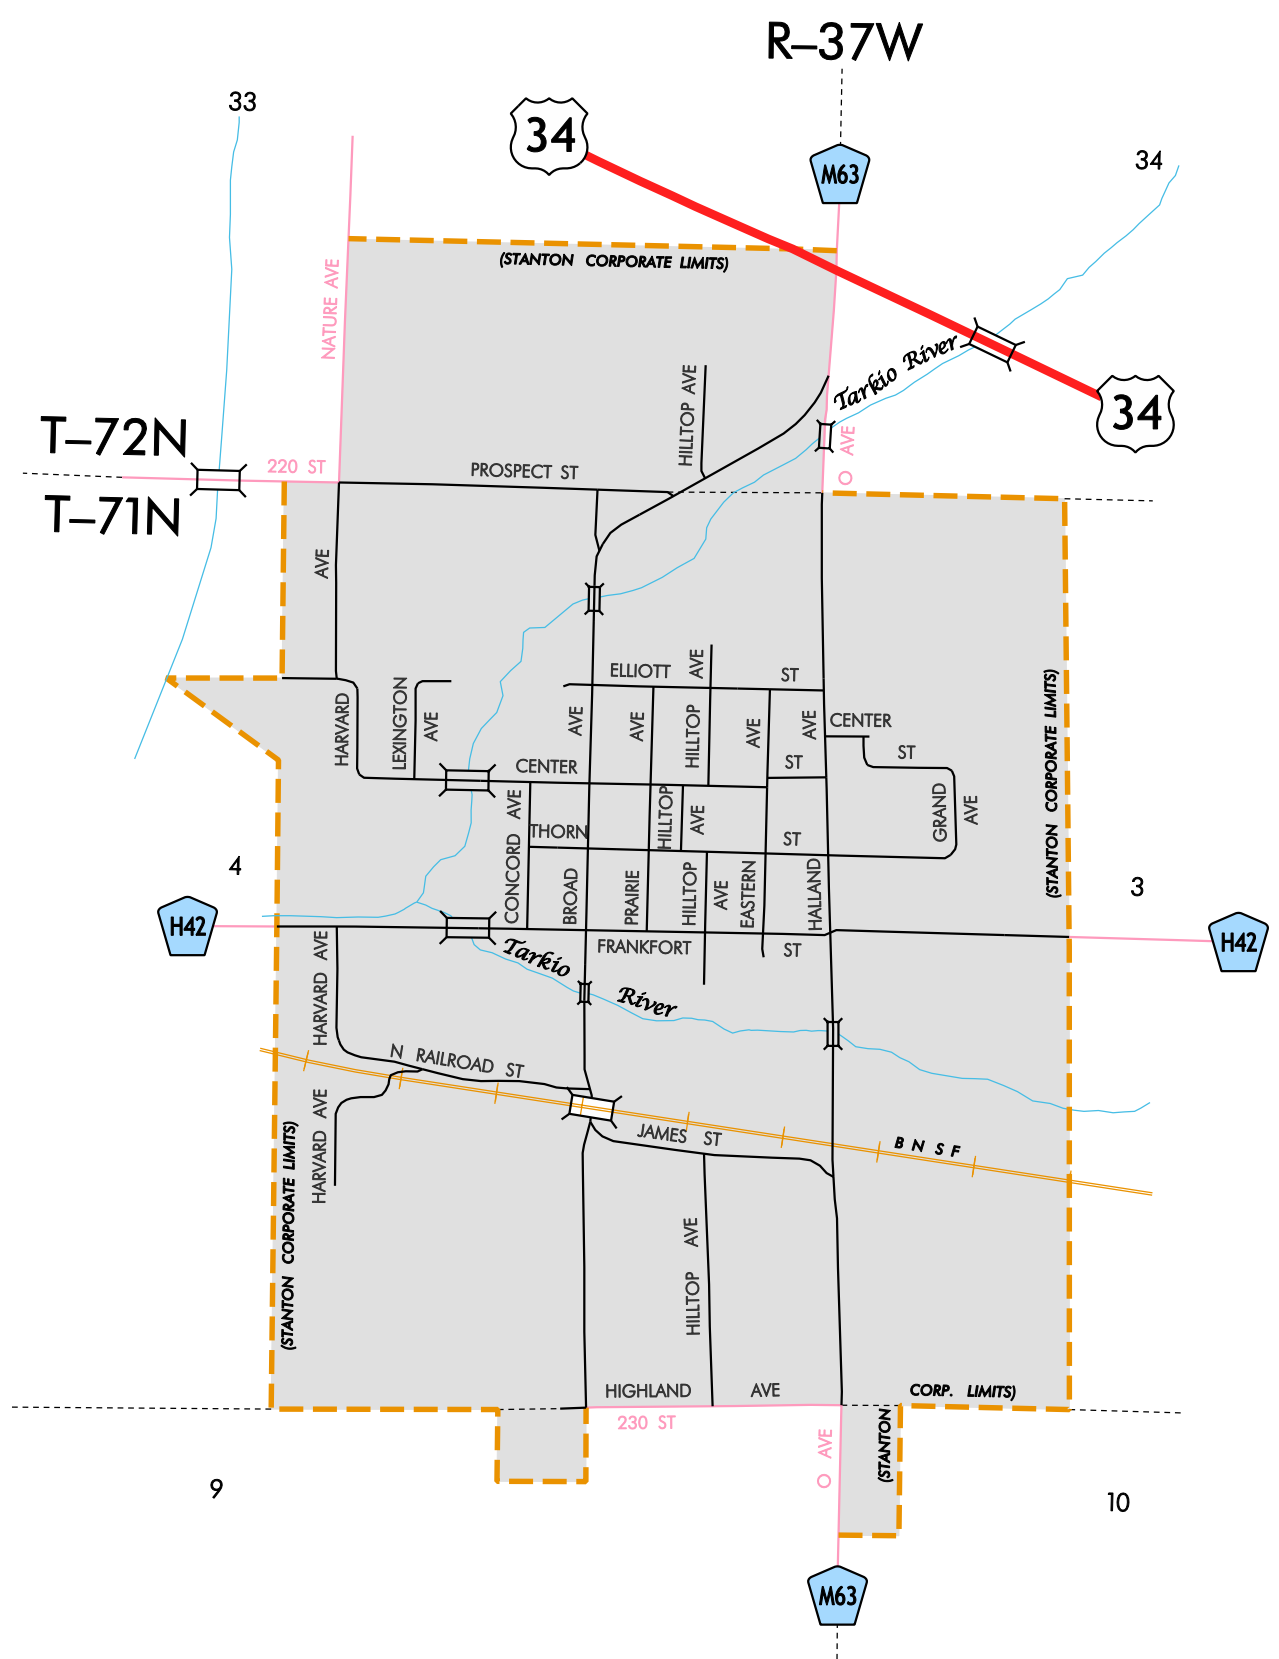 R–37W
33
34
M63
34
(STANTON CORPORATE LIMITS)
NATURE AVE
Tarkio River
HILLTOP AVE
34
T–72N
O AVE
220 ST
PROSPECT ST
T–71N
AVE
ELLIOTT ST
AVE
HARVARD
LEXINGTON AVE
AVE
AVE
HILLTOP
AVE
AVE
CENTER
ST
(STANTON CORPORATE LIMITS)
CENTER
ST
GRAND AVE
CONCORD AVE
HILLTOP AVE
THORN
ST
4
BROAD
PRAIRIE
HILLTOP AVE
EASTERN
HALLAND
3
H42
H42
HARVARD AVE
FRANKFORT ST
Tarkio River
N RAILROAD ST
HARVARD AVE
JAMES ST
BNSF
(STANTON CORPORATE LIMITS)
HILLTOP AVE
HIGHLAND AVE
CORP. LIMITS)
230 ST
O AVE
(STANTON
9
10
M63